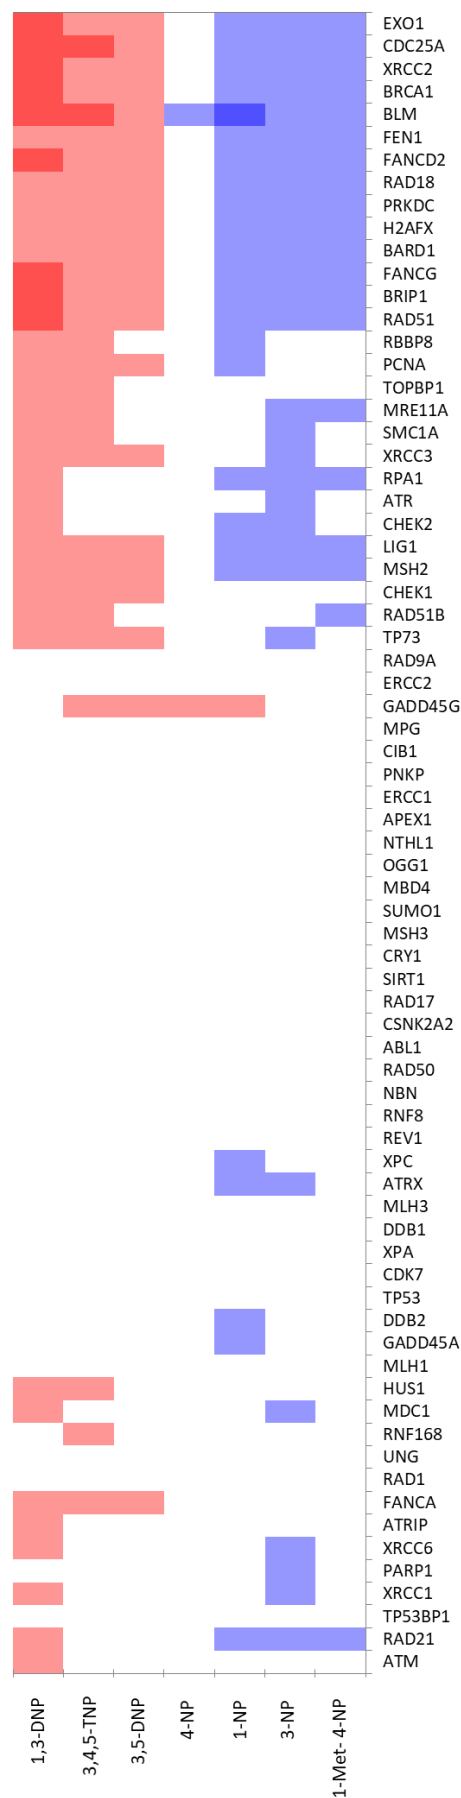 EXO1
CDC25A
XRCC2
BRCA1
BLM
FEN1
FANCD2
RAD18
PRKDC
H2AFX
BARD1
FANCG
BRIP1
RAD51
RBBP8
PCNA
TOPBP1
MRE11A
SMC1A
XRCC3
RPA1
ATR
CHEK2
LIG1
MSH2
CHEK1
RAD51B
TP73
RAD9A
ERCC2
GADD45G
MPG
CIB1
PNKP
ERCC1
APEX1
NTHL1
OGG1
MBD4
SUMO1
MSH3
CRY1
SIRT1
RAD17
CSNK2A2
ABL1
RAD50
NBN
RNF8
REV1
XPC
ATRX
MLH3
DDB1
XPA
CDK7
TP53
DDB2
GADD45A
MLH1
HUS1
MDC1
RNF168
UNG
RAD1
FANCA
ATRIP
XRCC6
PARP1
XRCC1
TP53BP1
RAD21
ATM
1,3-DNP
3,4,5-TNP
3,5-DNP
4-NP
1-NP
3-NP
1-Met- 4-NP